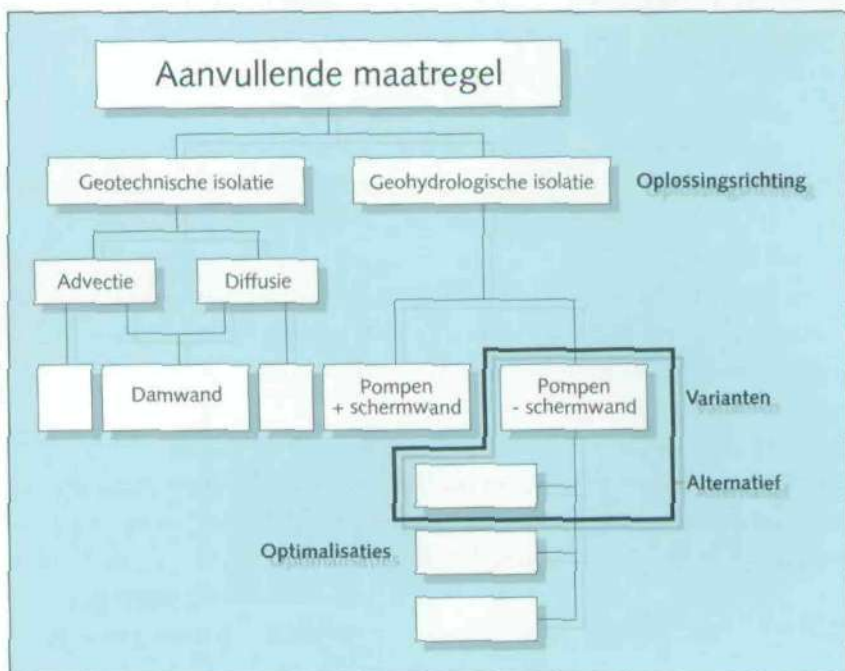 Aanvullende maatregel
Geotechnische isolatie
Geohydrologische isolatie
Oplossingsrichting
Advectie
Diffusie
Damwand
Pompen
+ schermwand
Pompen
- schermwand
Varianten
Alternatief
Optimalisaties